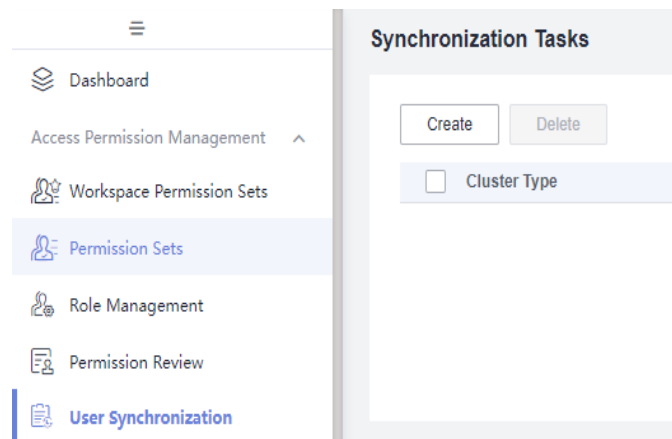 Dashboard
Access Permission Management
Workspace Permission Sets
Permission Sets
Role Management
Permission Review
User Synchronization
Synchronization Tasks
Create Delete
Cluster Type